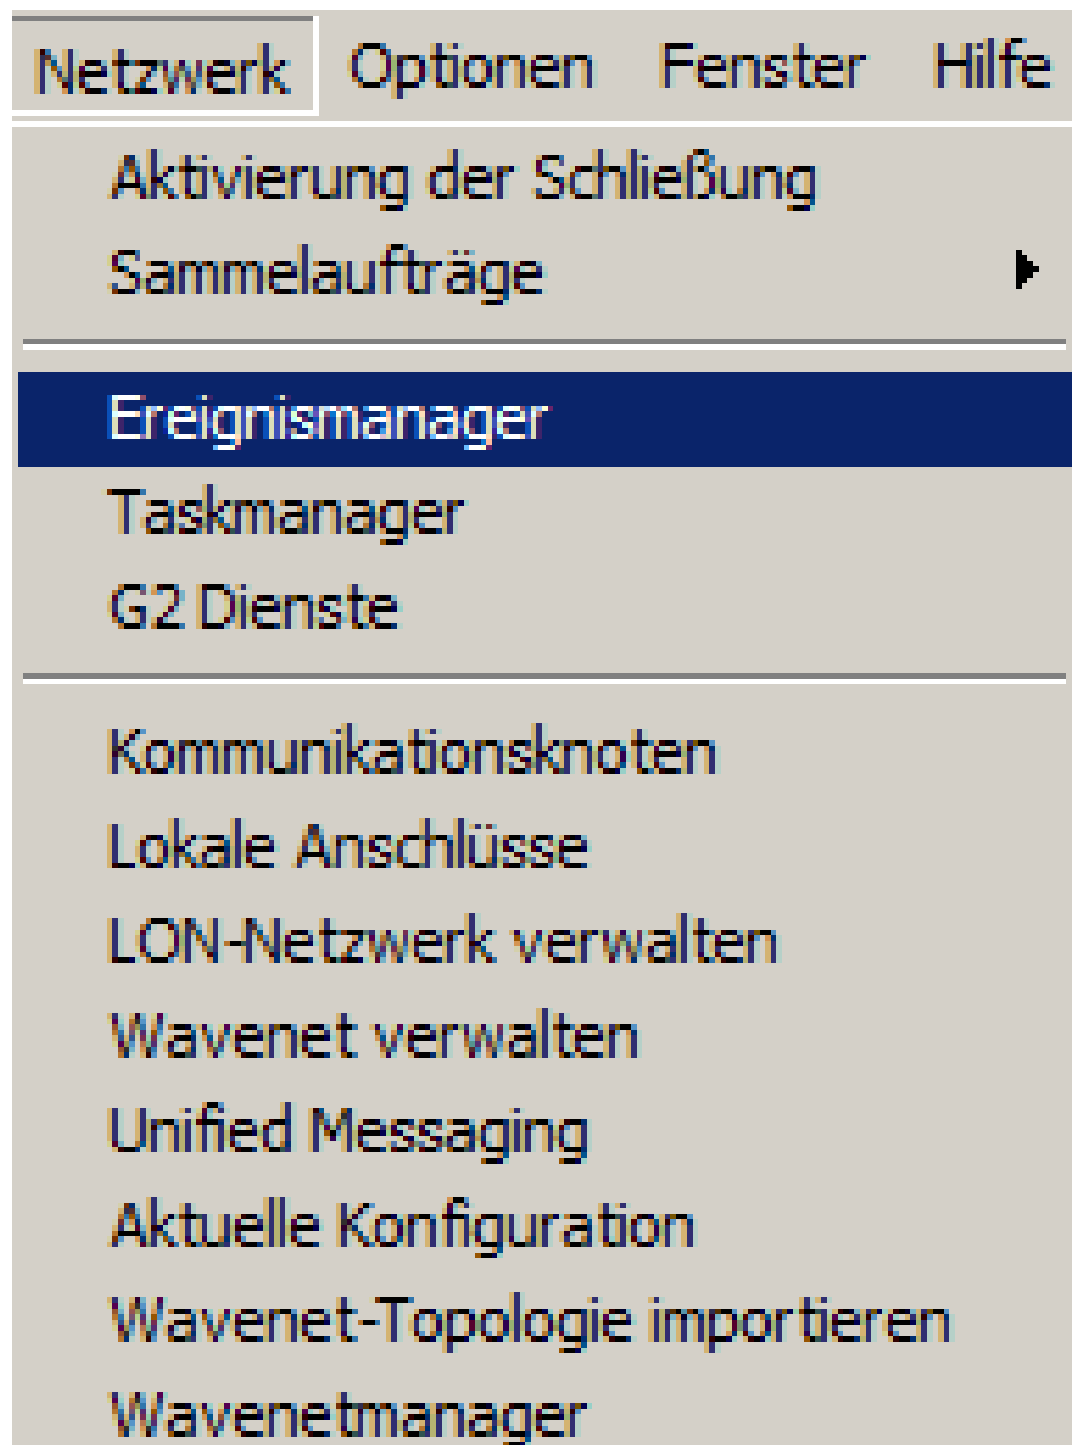 Netzwerk Optionen Fenster Hilfe
Aktivierung der Schließung
Sammelaufträge
Ereignismanager
Taskmanager
G2 Dienste
Kommunikationsknoten
Lokale Anschlüsse
LON-Netzwerk verwalten
Wavenet verwalten
Unified Messaging
Aktuelle Konfiguration
Wavenet-Topologie importieren
Wavenetmanager